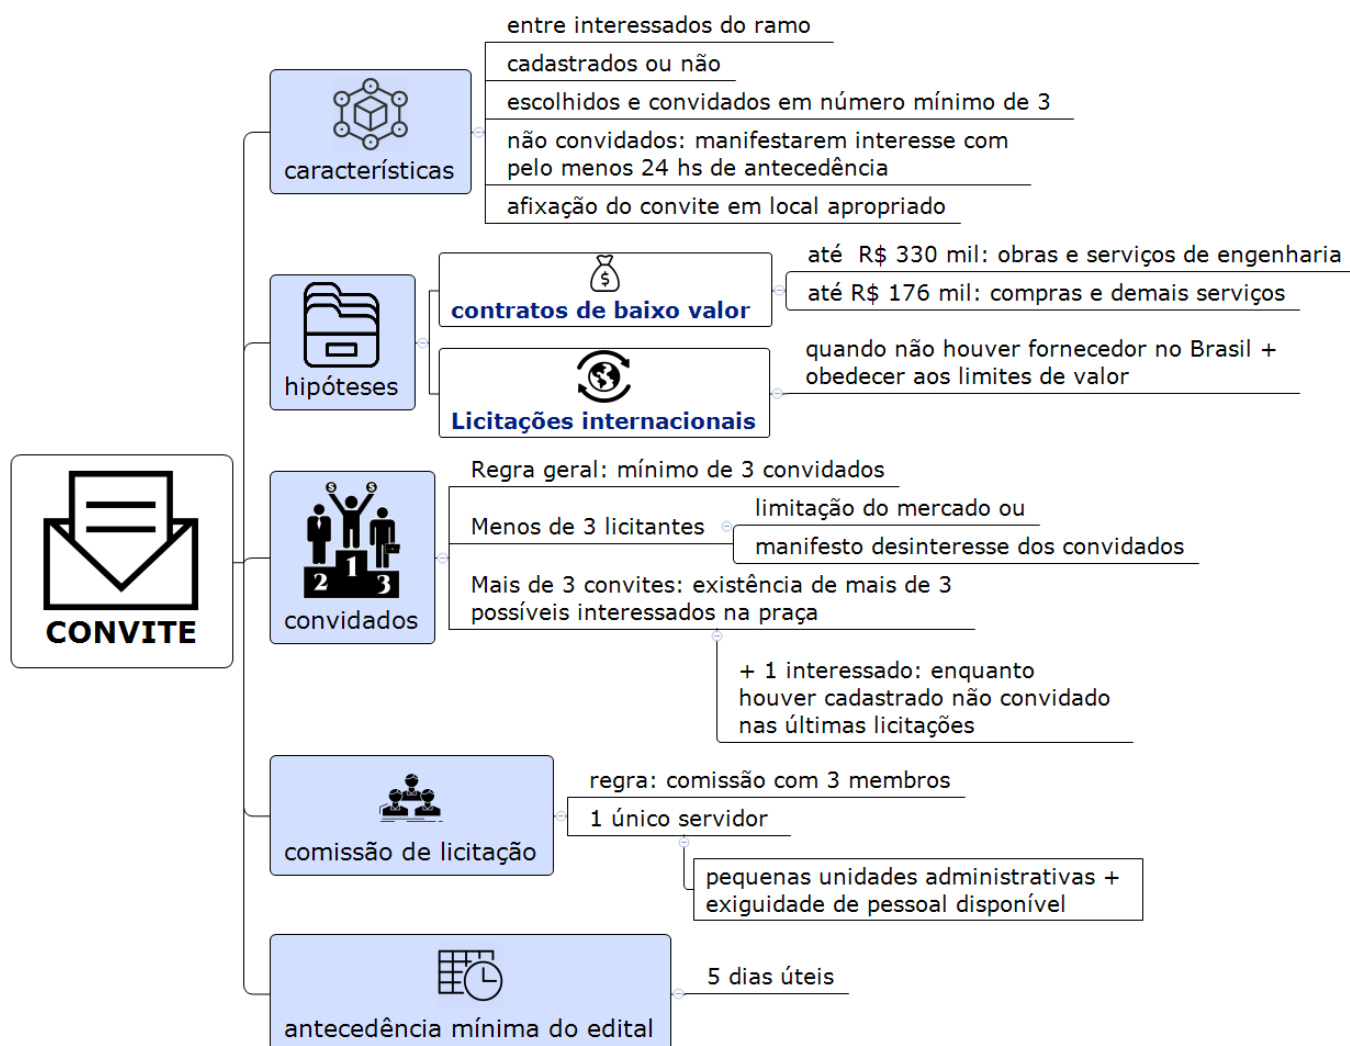 entre interessados do ramo
cadastrados ou não
escolhidos e convidados em número mínimo de 3
não convidados: manifestarem interesse com
pelo menos 24 hs de antecedência
afixação do convite em local apropriado
características
até R$ 330 mil: obras e serviços de engenharia
até R$ 176 mil: compras e demais serviços
$
contratos de baixo valor
quando não houver fornecedor no Brasil +
obedecer aos limites de valor
Licitações internacionais
hipóteses
CONVITE
Regra geral: mínimo de 3 convidados
Menos de 3 licitantes
limitação do mercado ou
manifesto desinteresse dos convidados
Mais de 3 convites: existência de mais de 3
possíveis interessados na praça
+ 1 interessado: enquanto
houver cadastrado não convidado
nas últimas licitações
$ $
2 1 3
convidados
regra: comissão com 3 membros
1 único servidor
pequenas unidades administrativas +
exiguidade de pessoal disponível
comissão de licitação
5 dias úteis
antecedência mínima do edital